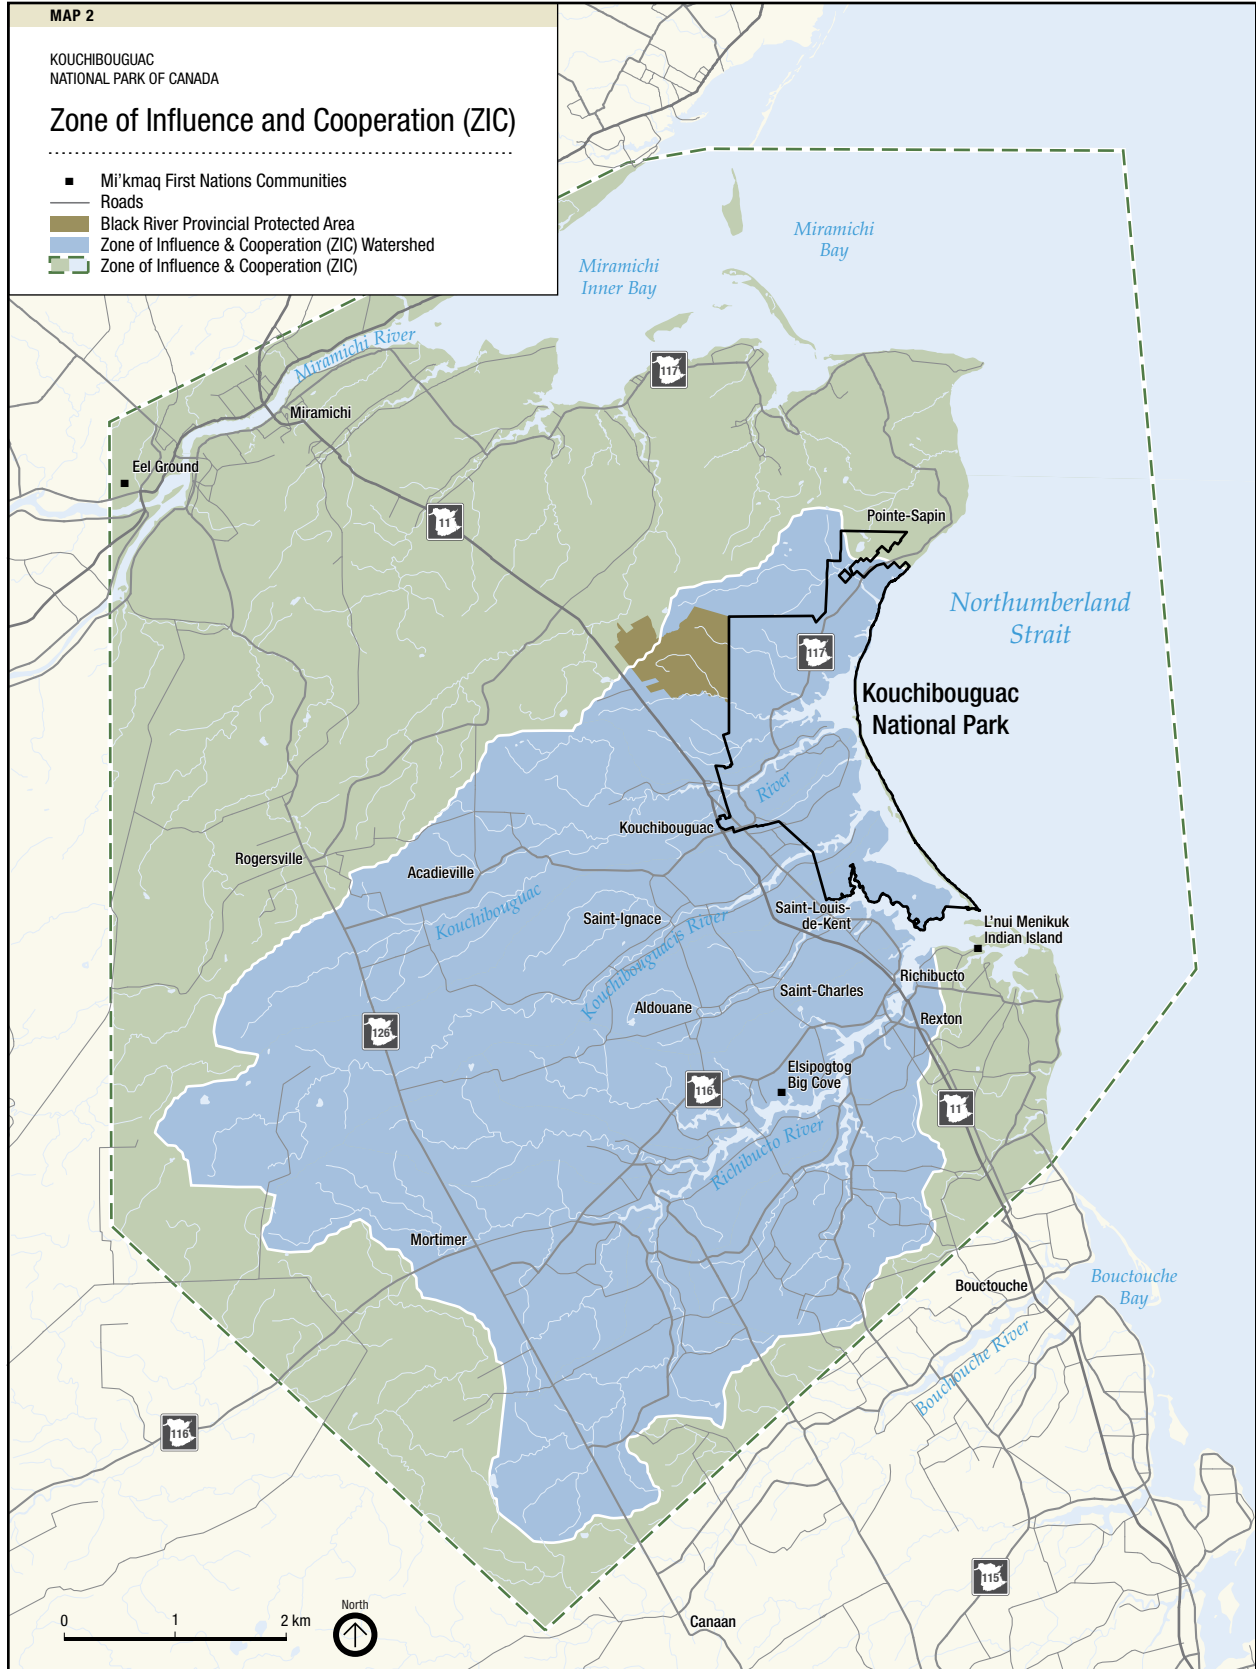 MAP 2
KOUCHIBOUGUAC
NATIONAL PARK OF CANADA
Zone of Influence and Cooperation (ZIC)
Mi'kmaq First Nations Communities
Roads
Black River Provincial Protected Area
Zone of Influence & Cooperation (ZIC) Watershed
Zone of Influence & Cooperation (ZIC)
Miramichi
Bay
Miramichi
Inner Bay
Miramichi River
117
Miramichi
Eel Ground
11
Pointe-Sapin
Northumberland
Strait
117
Kouchibouguac
National Park
River
Kouchibouguac
Rogersville
Acadieville
Kouchibouguac
Saint-Ignace
Saint-Louis-
de-Kent
Kouchibouguacis River
L'nui Menikuk
Indian Island
Richibucto
Saint-Charles
Aldouane
Rexton
126
Elsipogtog
Big Cove
116
11
Richibucto River
Mortimer
Bouctouche
Bouctouche
Bay
Bouchouche River
116
115
Canaan
0
1
2 km
North